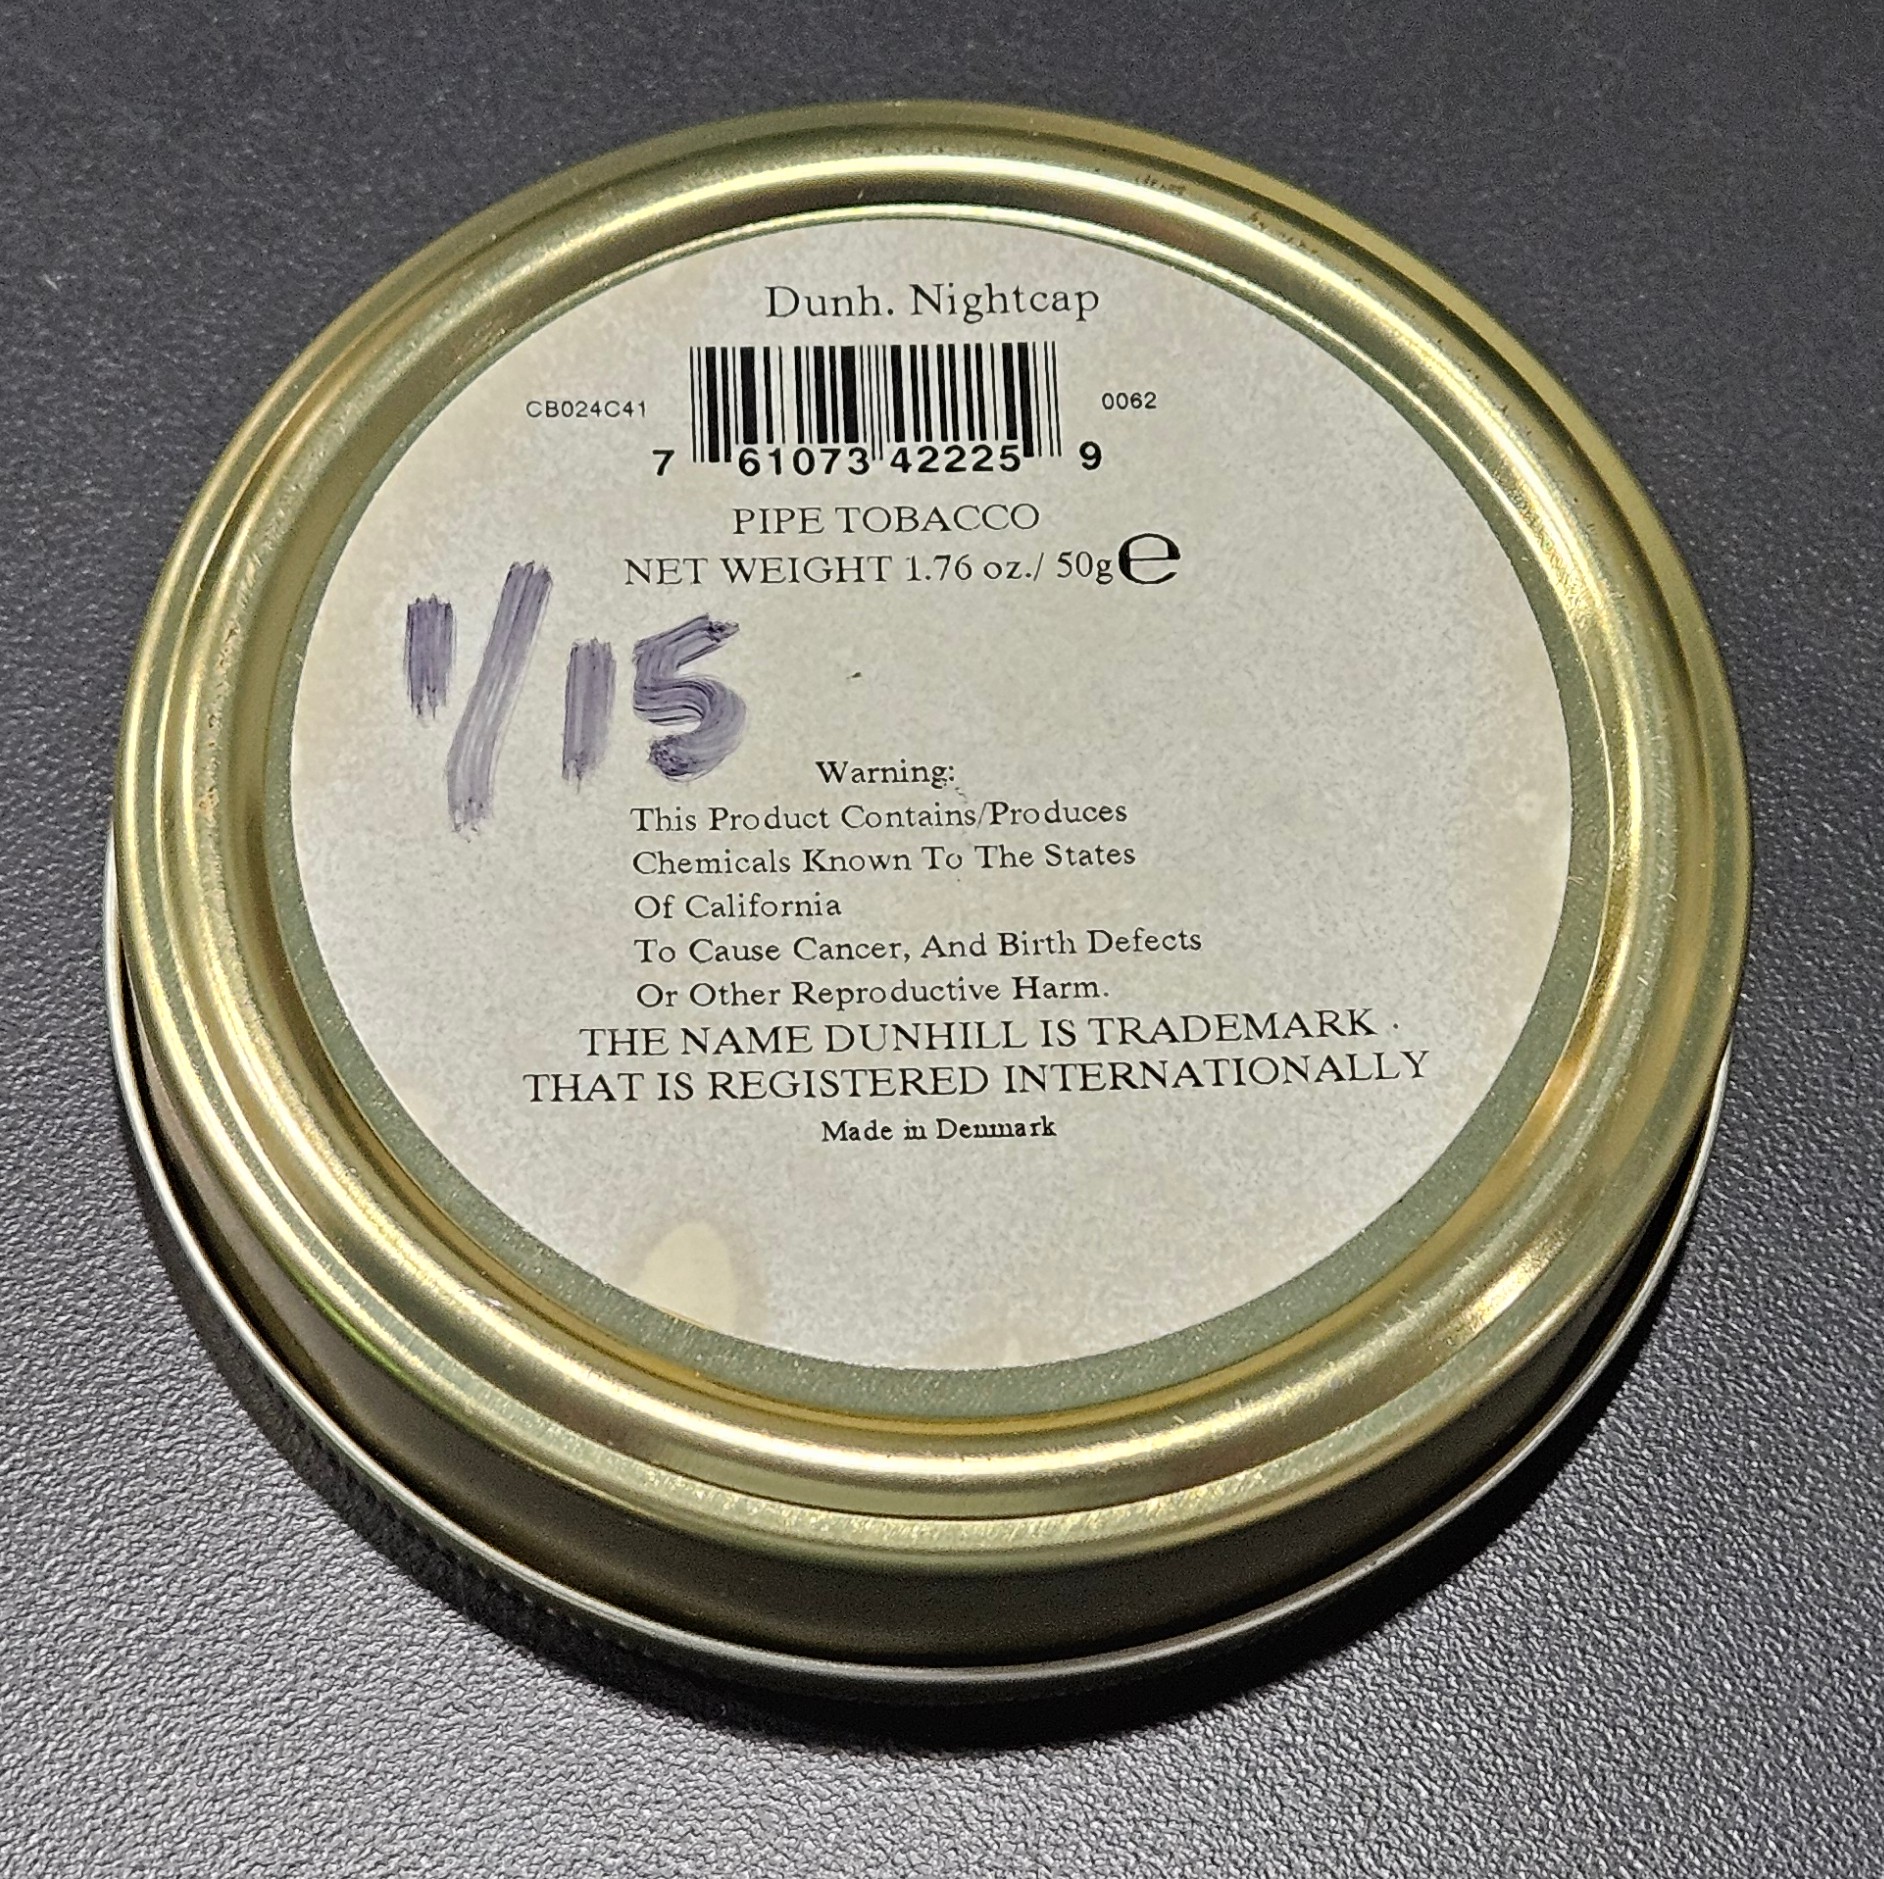 Dunh. Nightcap
CB024C41
0062
7 61073 42225 9
PIPE TOBACCO
NET WEIGHT 1.76 oz./ 50g e
1/15
Warning:
This Product Contains/Produces
Chemicals Known To The States
Of California
To Cause Cancer, And Birth Defects
Or Other Reproductive Harm.
THE NAME DUNHILL IS TRADEMARK .
THAT IS REGISTERED INTERNATIONALLY
Made in Denmark